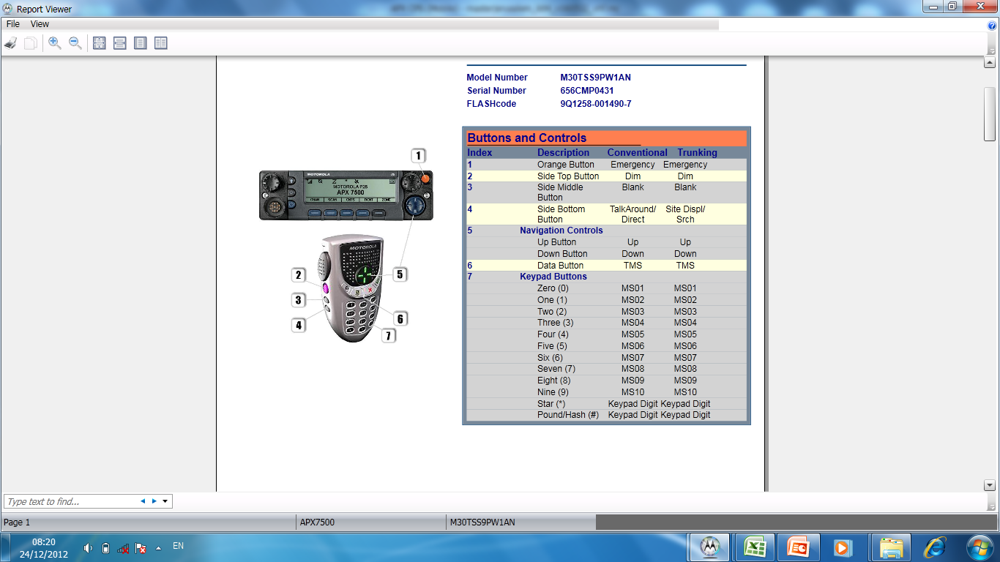 Report Viewer
File View
Model Number M30TSS9PW1AN
Serial Number 656CMP0431
FLASHcode 9Q1258-001490-7
1
MOTOROLA
MOTOROLA P25
APX 7500
CHAN SCAN CNTS RCNT ZONE
MOTOROLA
2
3
4
5
6
7
Buttons and Controls
Index Description Conventional Trunking
1 Orange Button Emergency Emergency
2 Side Top Button Dim Dim
3 Side Middle Blank Blank
Button
4 Side Bottom TalkAround/ Site Displ/
Button Direct Srch
5 Navigation Controls
Up Button Up Up
Down Button Down Down
6 Data Button TMS TMS
7 Keypad Buttons
Zero (0) MS01 MS01
One (1) MS02 MS02
Two (2) MS03 MS03
Three (3) MS04 MS04
Four (4) MS05 MS05
Five (5) MS06 MS06
Six (6) MS07 MS07
Seven (7) MS08 MS08
Eight (8) MS09 MS09
Nine (9) MS10 MS10
Star (*) Keypad Digit Keypad Digit
Pound/Hash (#) Keypad Digit Keypad Digit
Type text to find...
Page 1 APX7500 M30TSS9PW1AN
08:20
24/12/2012
EN